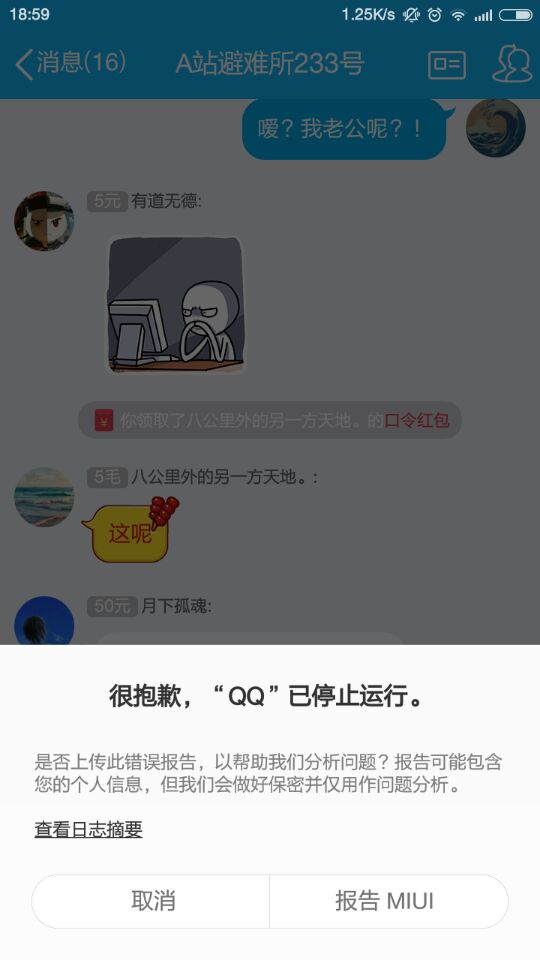 18:59 1.25K/s
消息(16) A站避难所233号
嗳？我老公呢？！
5元 有道无德:
你领取了八公里外的另一方天地。的口令红包
5毛 八公里外的另一方天地。:
这呢
50元 月下孤魂:
很抱歉，“QQ”已停止运行。
是否上传此错误报告，以帮助我们分析问题？报告可能包含
您的个人信息，但我们会做好保密并仅用作问题分析。
查看日志摘要
取消 报告 MIUI